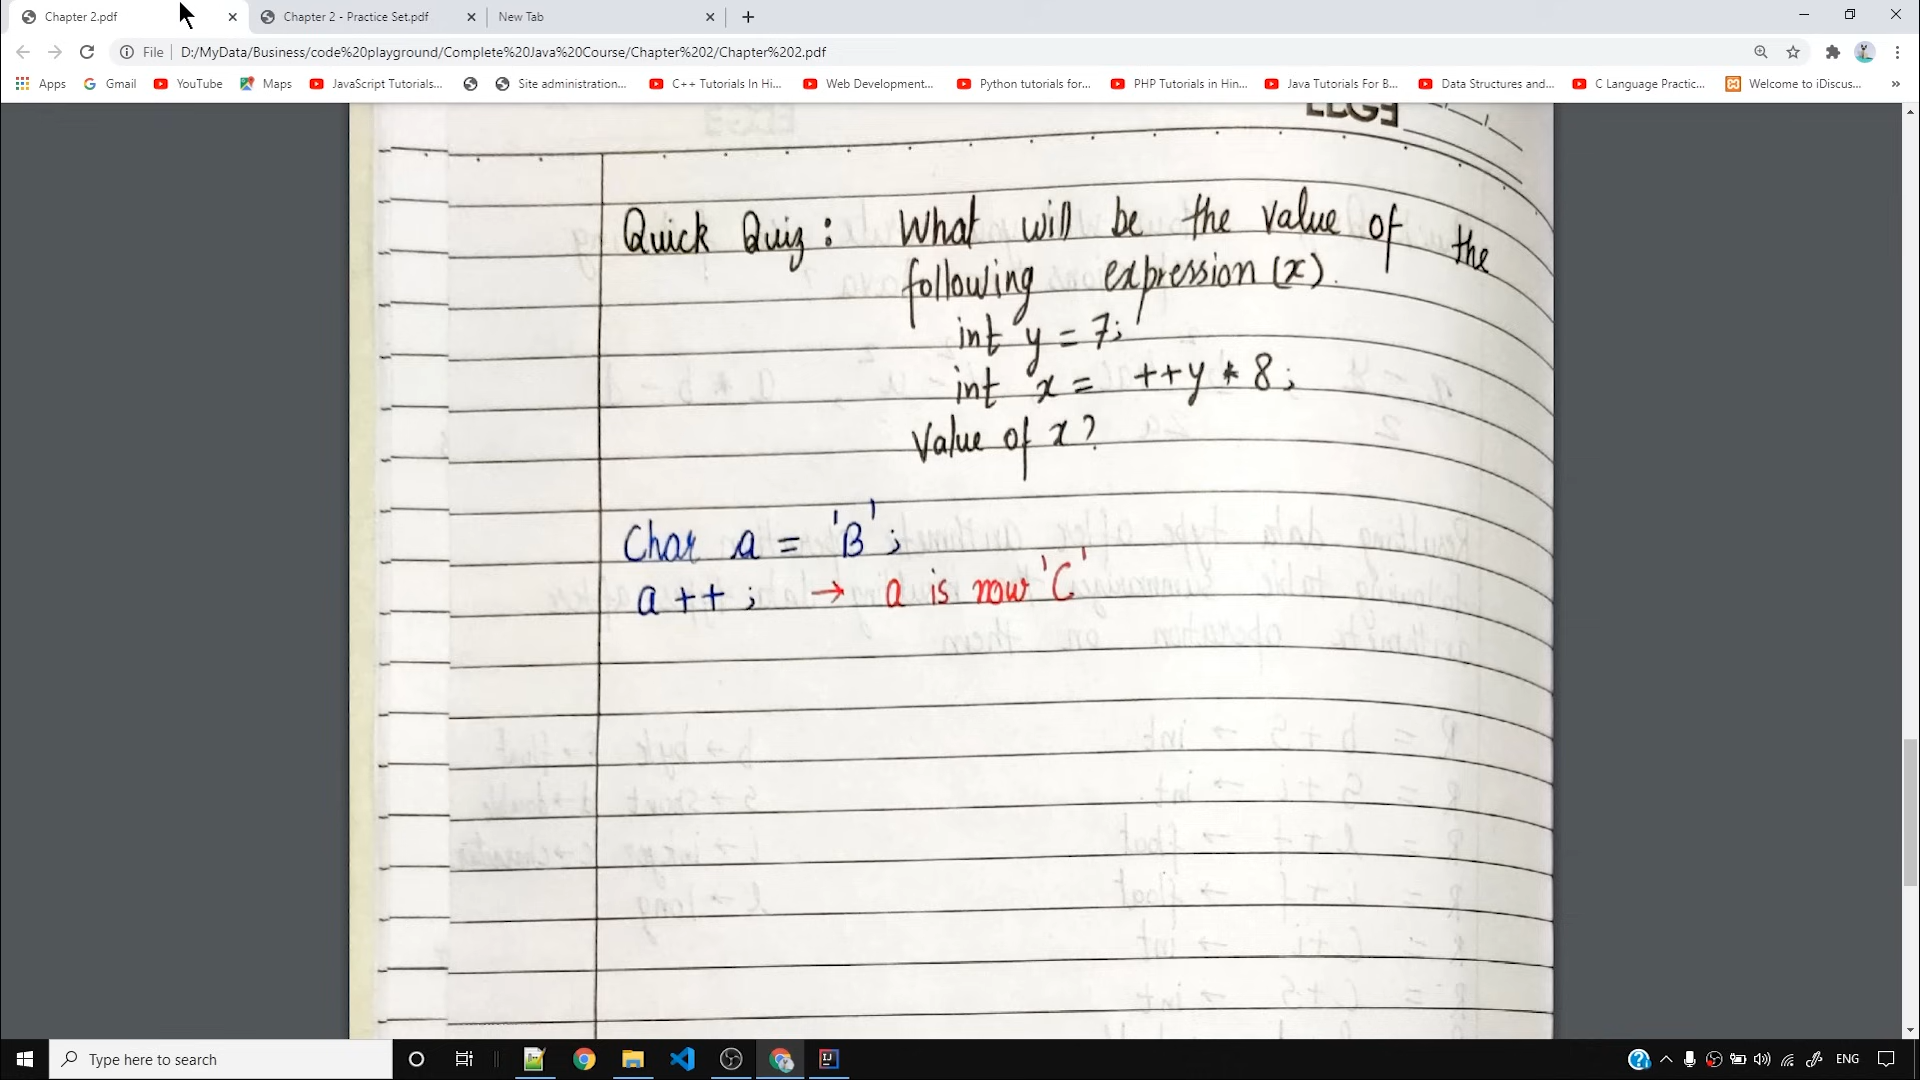 Chapter 2.pdf
Chapter 2 - Practice Set.pdf
New Tab
File
D:/MyData/Business/code%20playground/Complete%20Java%20Course/Chapter%202/Chapter%202.pdf
Apps
Gmail
YouTube
Maps
JavaScript Tutorials...
Site administration...
C++ Tutorials In Hi...
Web Development...
Python tutorials for...
PHP Tutorials in Hin...
Java Tutorials For B...
Data Structures and...
C Language Practic...
Welcome to iDiscus...
Quick Quiz : What will be the value of the
following expression (x).
int y = 7;
int x = ++y * 8;
Value of x?
Char a = 'B';
a++; → a is now 'C'
Type here to search
ENG